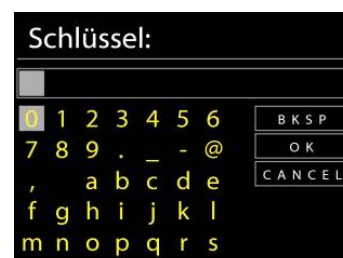 Schlüssel:
0 1 2 3 4 5 6 BKSP
7 8 9 . _ - @ OK
, a b c d e CANCEL
f g h i j k l
m n o p q r s